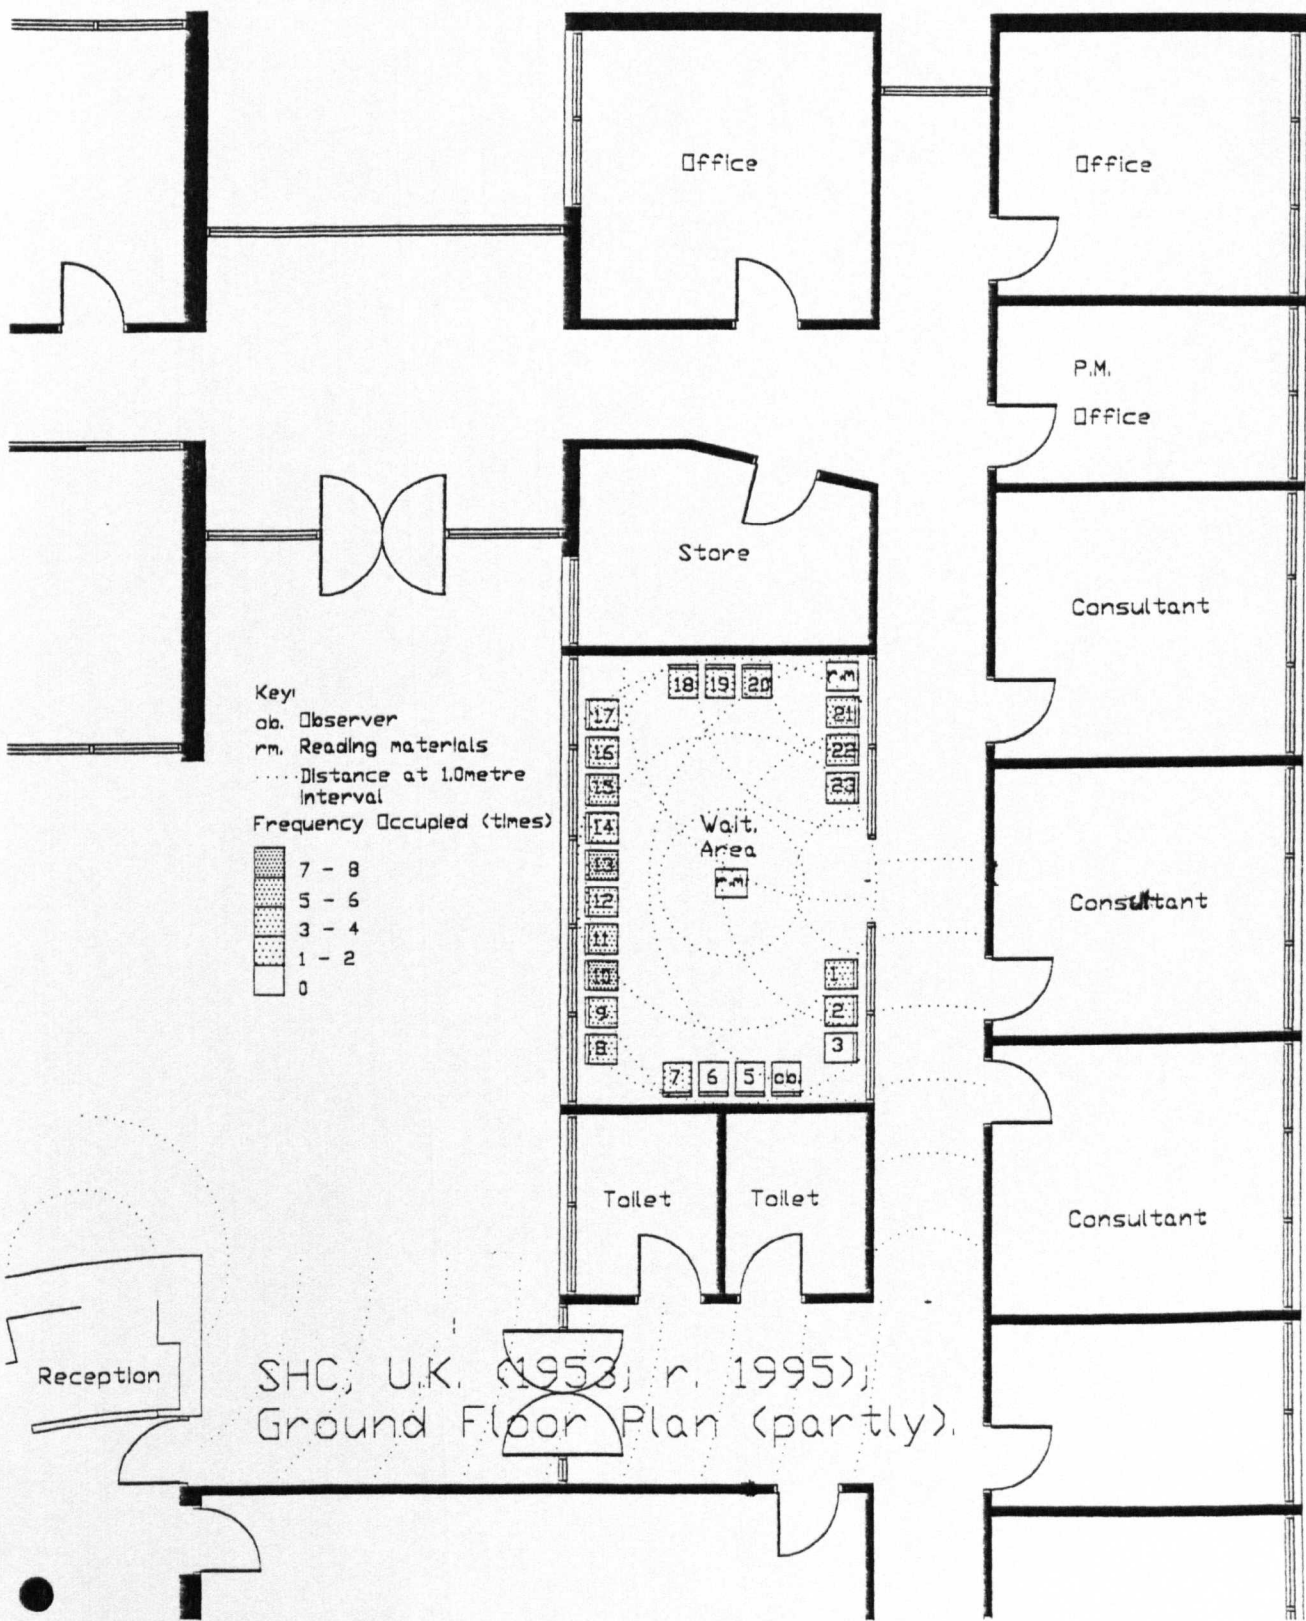 Office
Office
P.M.
Office
Store
Consultant
Key:
ob. Observer
rm. Reading materials
..... Distance at 1.0metre
Interval
Frequency Occupied (times)
7 - 8
5 - 6
3 - 4
1 - 2
0
18 19 20 r.m
17 21
16 22
15 23
14
Wait.
Area
13
r.m
12
11
10 1
9 2
8 3
7 6 5 ob.
Consultant
Toilet Toilet
Consultant
Reception
SHC, U.K. (1953; r. 1995);
Ground Floor Plan (partly).